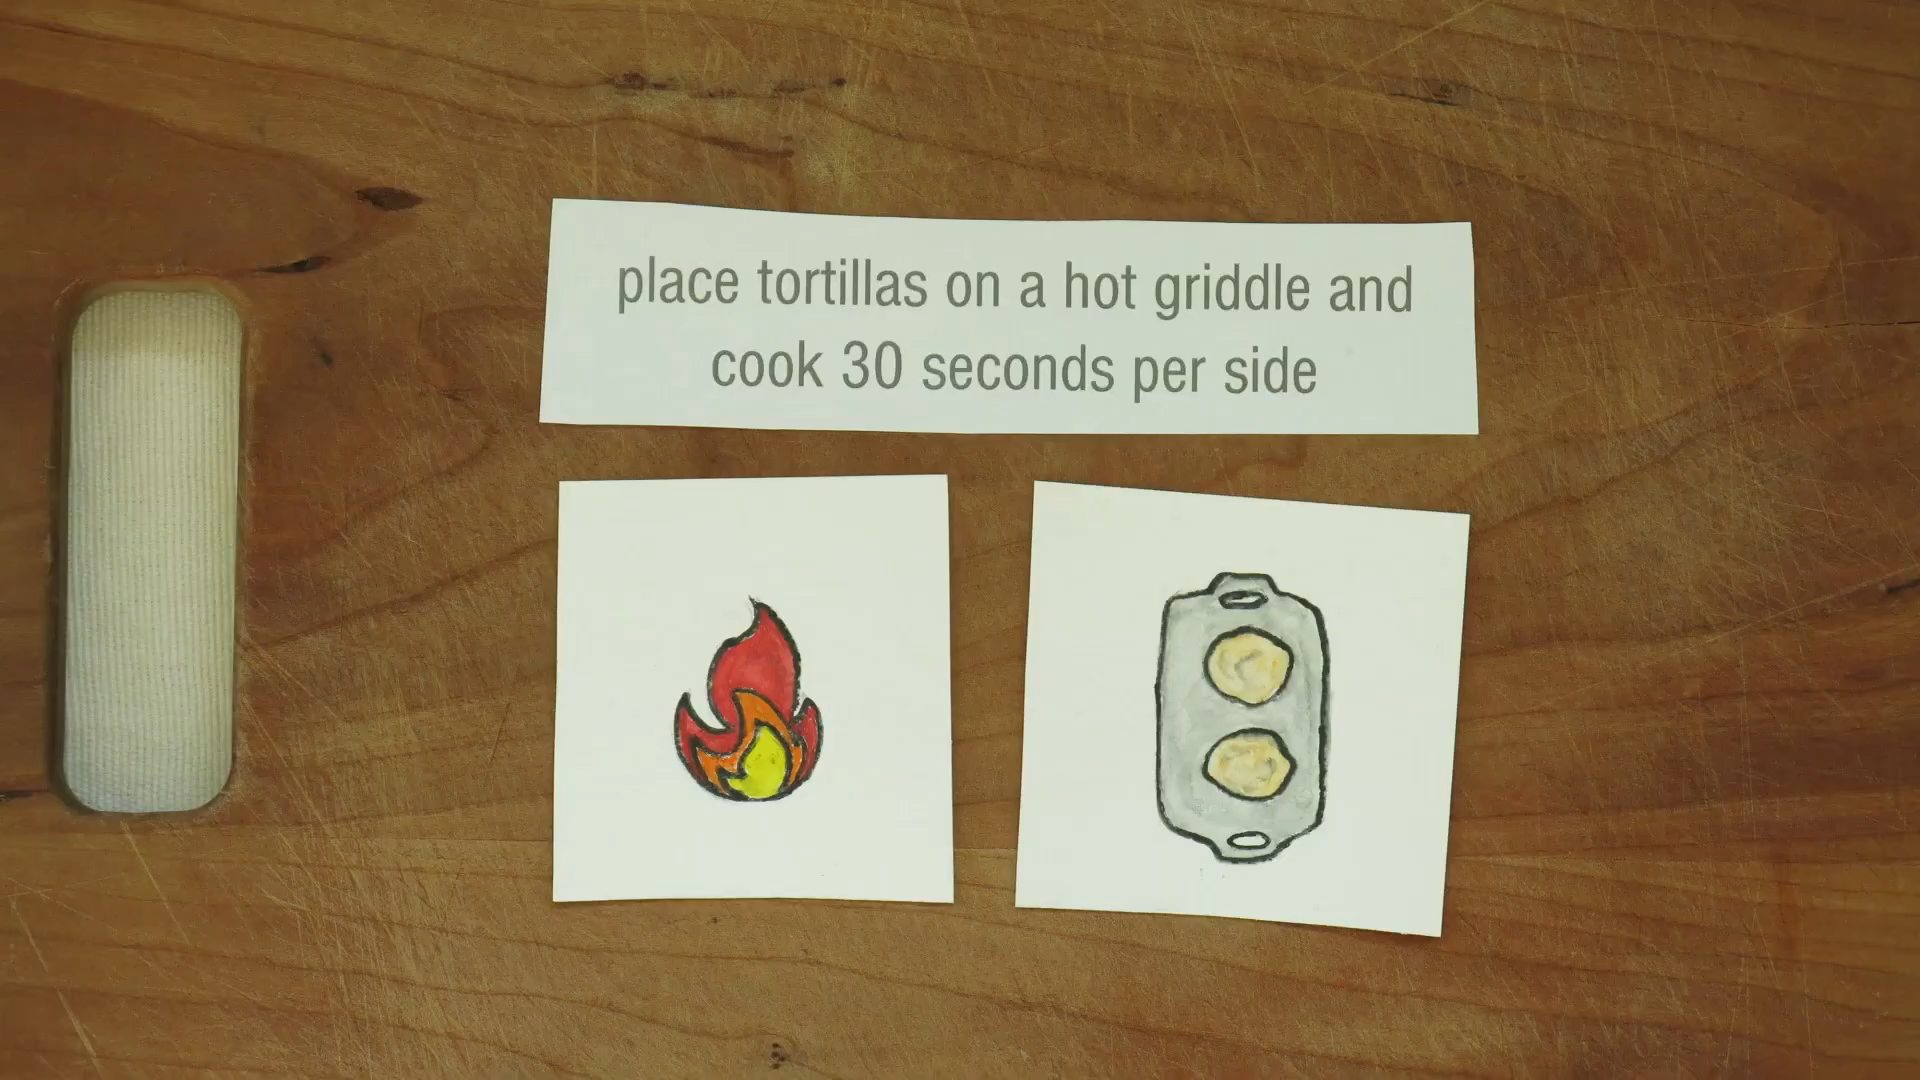 place tortillas on a hot griddle and
cook 30 seconds per side